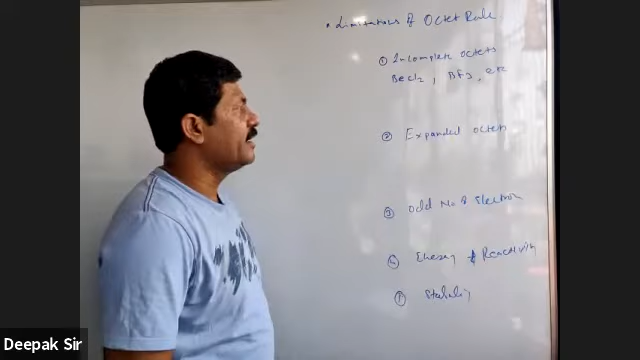 • Limitations of Octet Rule
① Incomplete octets
BeCl2, BF3, etc
② Expanded octets
③ Odd No of Electron
④ Energy & Reactivity
⑤ Stability
Deepak Sir